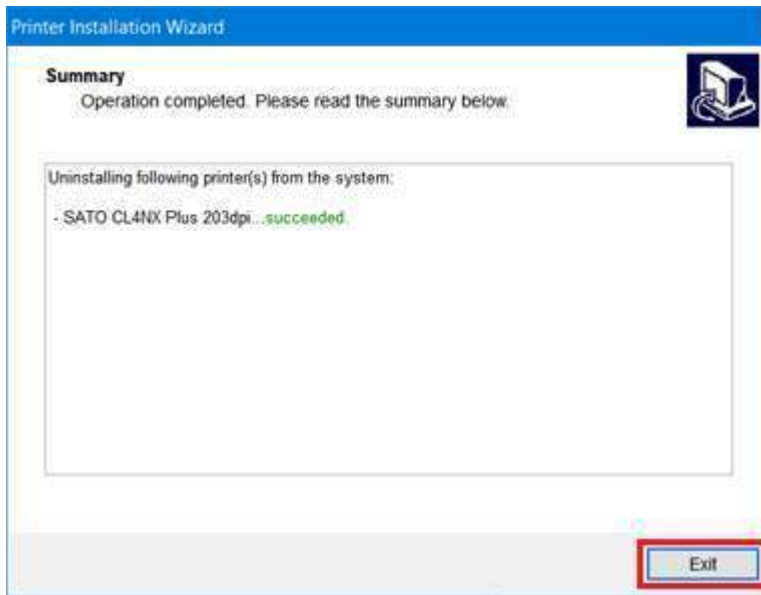 Printer Installation Wizard
Summary
Operation completed. Please read the summary below.
Uninstalling following printer(s) from the system:
- SATO CL4NX Plus 203dpi...succeeded.
Exit